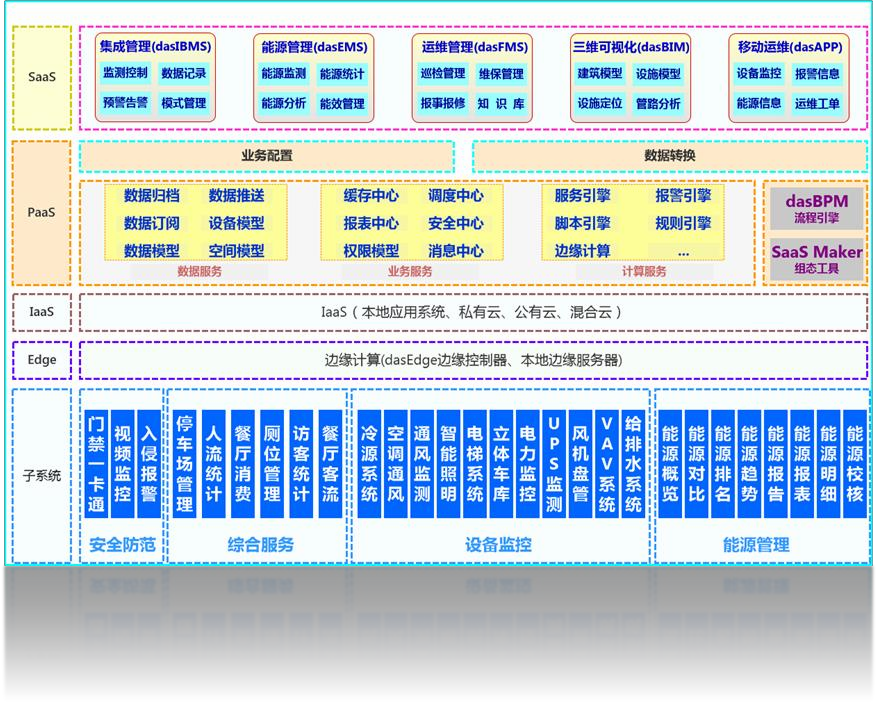 SaaS
集成管理(dasIBMS)
监测控制 数据记录
预警告警 模式管理
能源管理(dasEMS)
能源监测 能源统计
能源分析 能效管理
运维管理(dasFMS)
巡检管理 维保管理
报事报修 知 识 库
三维可视化(dasBIM)
建筑模型 设施模型
设施定位 管路分析
移动运维(dasAPP)
设备监控 报警信息
能源信息 运维工单
PaaS
业务配置
数据转换
数据归档 数据推送
数据订阅 设备模型
数据模型 空间模型
数据服务
缓存中心 调度中心
报表中心 安全中心
权限模型 消息中心
业务服务
服务引擎 报警引擎
脚本引擎 规则引擎
边缘计算 ...
计算服务
dasBPM
流程引擎
SaaS Maker
组态工具
IaaS
IaaS（本地应用系统、私有云、公有云、混合云）
Edge
边缘计算(dasEdge边缘控制器、本地边缘服务器)
子系统
门禁一卡通
视频监控
入侵报警
安全防范
停车场管理
人流统计
餐厅消费
厕位管理
访客统计
餐厅客流
综合服务
冷源系统
空调通风
通风监测
智能照明
电梯系统
立体车库
电力监控
UPS监测
风机盘管
VAV系统
给排水系统
设备监控
能源概览
能源对比
能源排名
能源趋势
能源报告
能源报表
能源明细
能源校核
能源管理